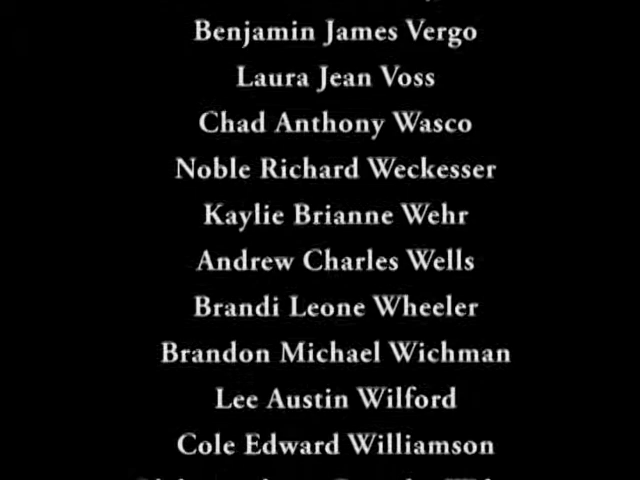 Benjamin James Vergo
Laura Jean Voss
Chad Anthony Wasco
Noble Richard Weckesser
Kaylie Brianne Wehr
Andrew Charles Wells
Brandi Leone Wheeler
Brandon Michael Wichman
Lee Austin Wilford
Cole Edward Williamson